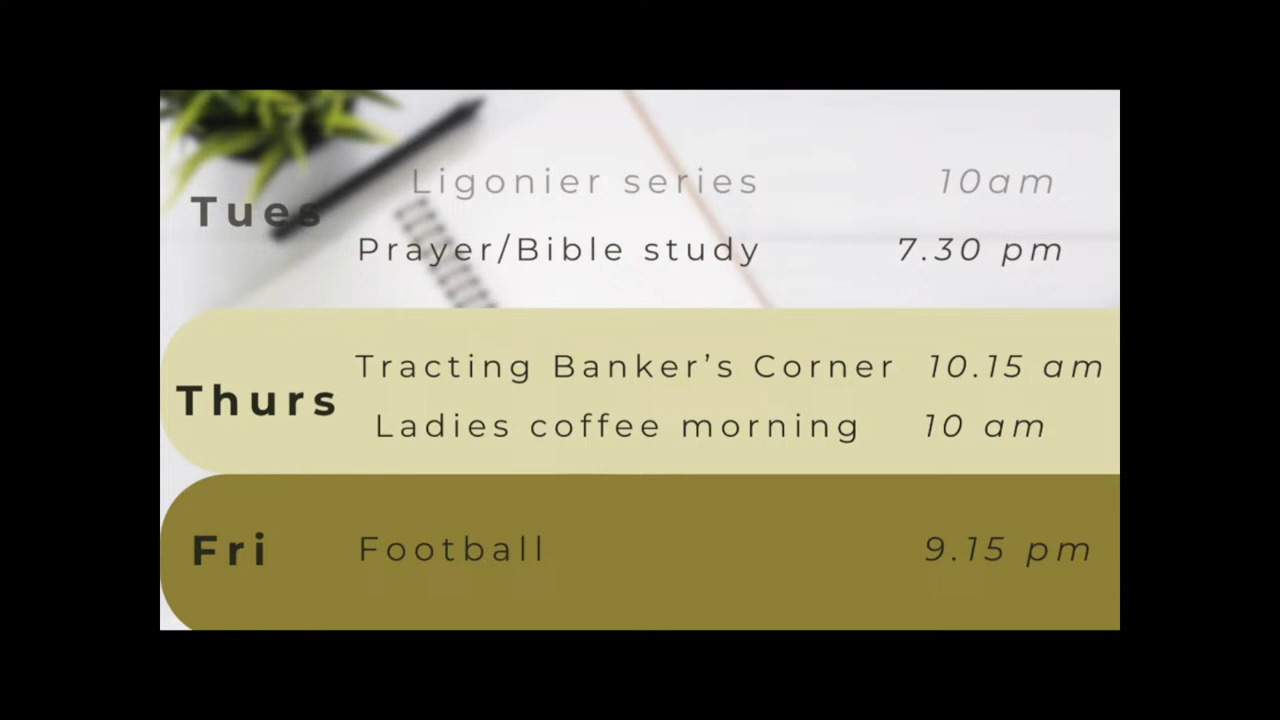 Tues
Ligonier series 10am
Prayer/Bible study 7.30 pm
Thurs
Tracting Banker’s Corner 10.15 am
Ladies coffee morning 10 am
Fri Football 9.15 pm